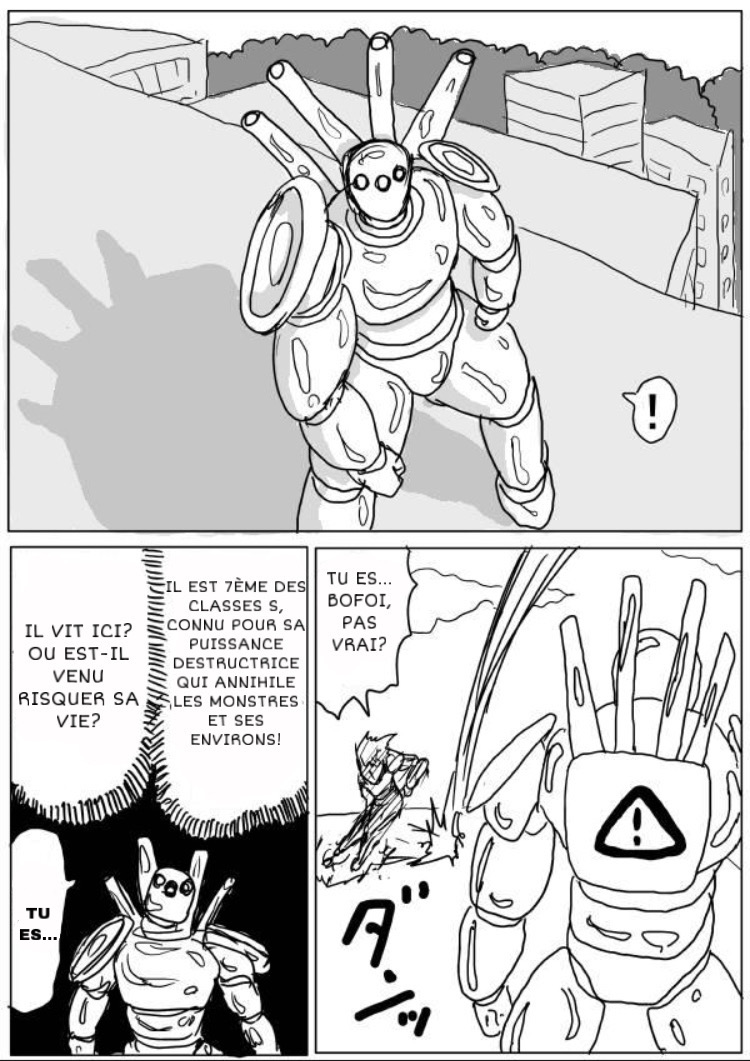 !
TU ES...
BOFOI,
PAS
VRAI?
!
ダンッ
IL EST 7ÈME DES
CLASSES S,
CONNU POUR SA
PUISSANCE
DESTRUCTRICE
QUI ANNIHILE
LES MONSTRES
ET SES
ENVIRONS!
IL VIT ICI?
OU EST-IL
VENU
RISQUER SA
VIE?
TU
ES...